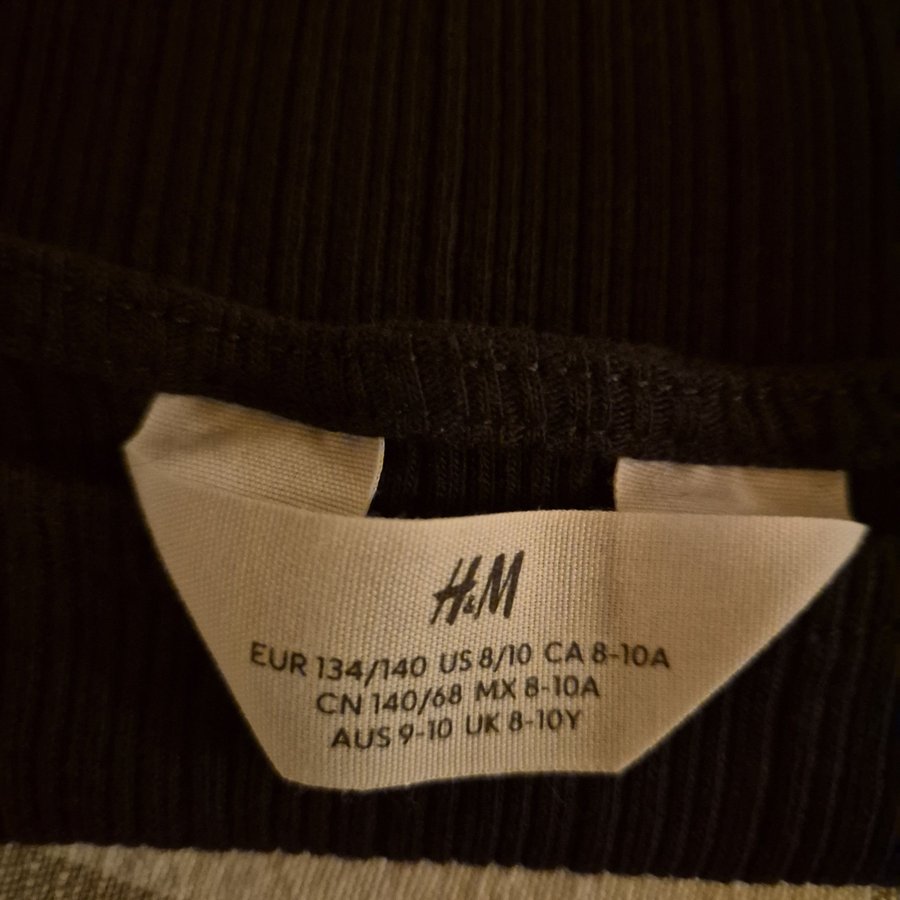 H&M
EUR 134/140 US 8/10 CA 8-10A
CN 140/68 MX 8-10A
AUS 9-10 UK 8-10Y